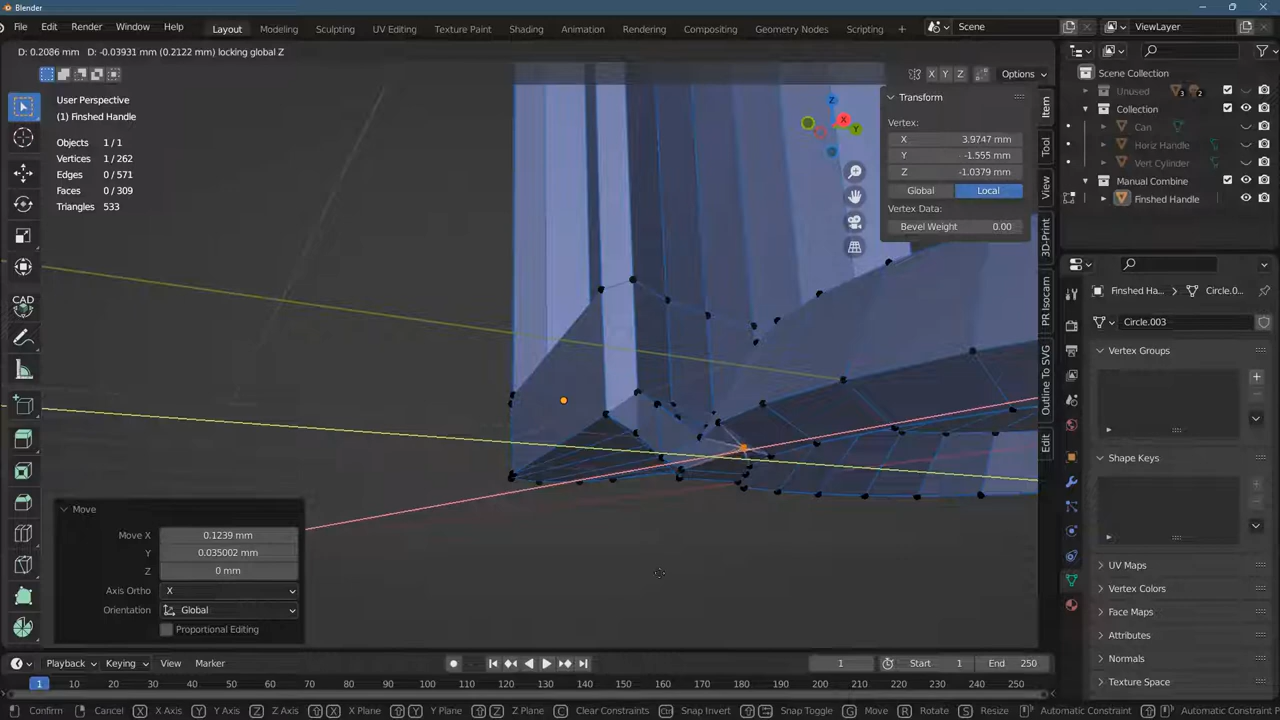 Blender
File Edit Render Window Help Layout Modeling Sculpting UV Editing Texture Paint Shading Animation Rendering Compositing Geometry Nodes Scripting + Scene ViewLayer
D: 0.2086 mm D: -0.03931 mm (0.2122 mm) locking global Z
X Y Z Options
User Perspective
(1) Finshed Handle
Objects 1/1
Vertices 1/262
Edges 0/571
Faces 0/309
Triangles 533
CAD
Z
X
Y
Transform
Vertex:
X 3.9747 mm
Y -1.555 mm
Z -1.0379 mm
Global Local
Vertex Data:
Bevel Weight 0.00
Item
Tool
View
3D-Print
PR Isocam
Outline To SVG
Edit
Scene Collection
Unused 3 2
Collection
Can
Horiz Handle
Vert Cylinder
Manual Combine
Finshed Handle
Finshed Ha... Circle.0...
Circle.003
Vertex Groups
Shape Keys
UV Maps
Vertex Colors
Face Maps
Attributes
Normals
Texture Space
Move
Move X 0.1239 mm
Y 0.035002 mm
Z 0 mm
Axis Ortho X
Orientation Global
Proportional Editing
Playback Keying View Marker 1 Start 1 End 250
1 10 20 30 40 50 60 70 80 90 100 110 120 130 140 150 160 170 180 190 200 210 220 230 240 250
Confirm Cancel X X Axis Y Y Axis Z Z Axis X X Plane Y Y Plane Z Z Plane C Clear Constraints Snap Invert Snap Toggle G Move R Rotate S Resize Automatic Constraint Automatic Constraint P